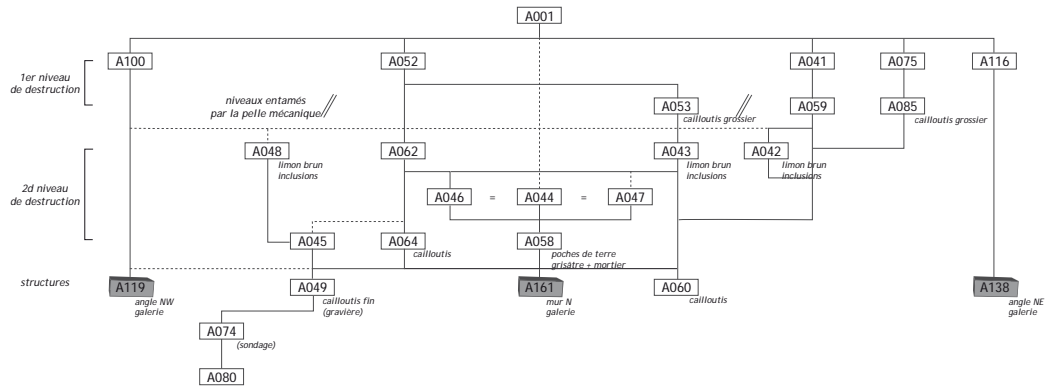 A001
A100
A052
A041
A075
A116
1er niveau
de destruction
niveaux entamés
par la pelle mécanique
A053
cailloutis grossier
A059
A085
cailloutis grossier
A048
limon brun
inclusions
A062
A043
limon brun
inclusions
A042
limon brun
inclusions
2d niveau
de destruction
A046
=
A044
=
A047
A045
A064
cailloutis
A058
poches de terre
grisâtre + mortier
structures
A119
angle NW
galerie
A049
cailloutis fin
(gravière)
A161
mur N
galerie
A060
cailloutis
A138
angle NE
galerie
A074
(sondage)
A080